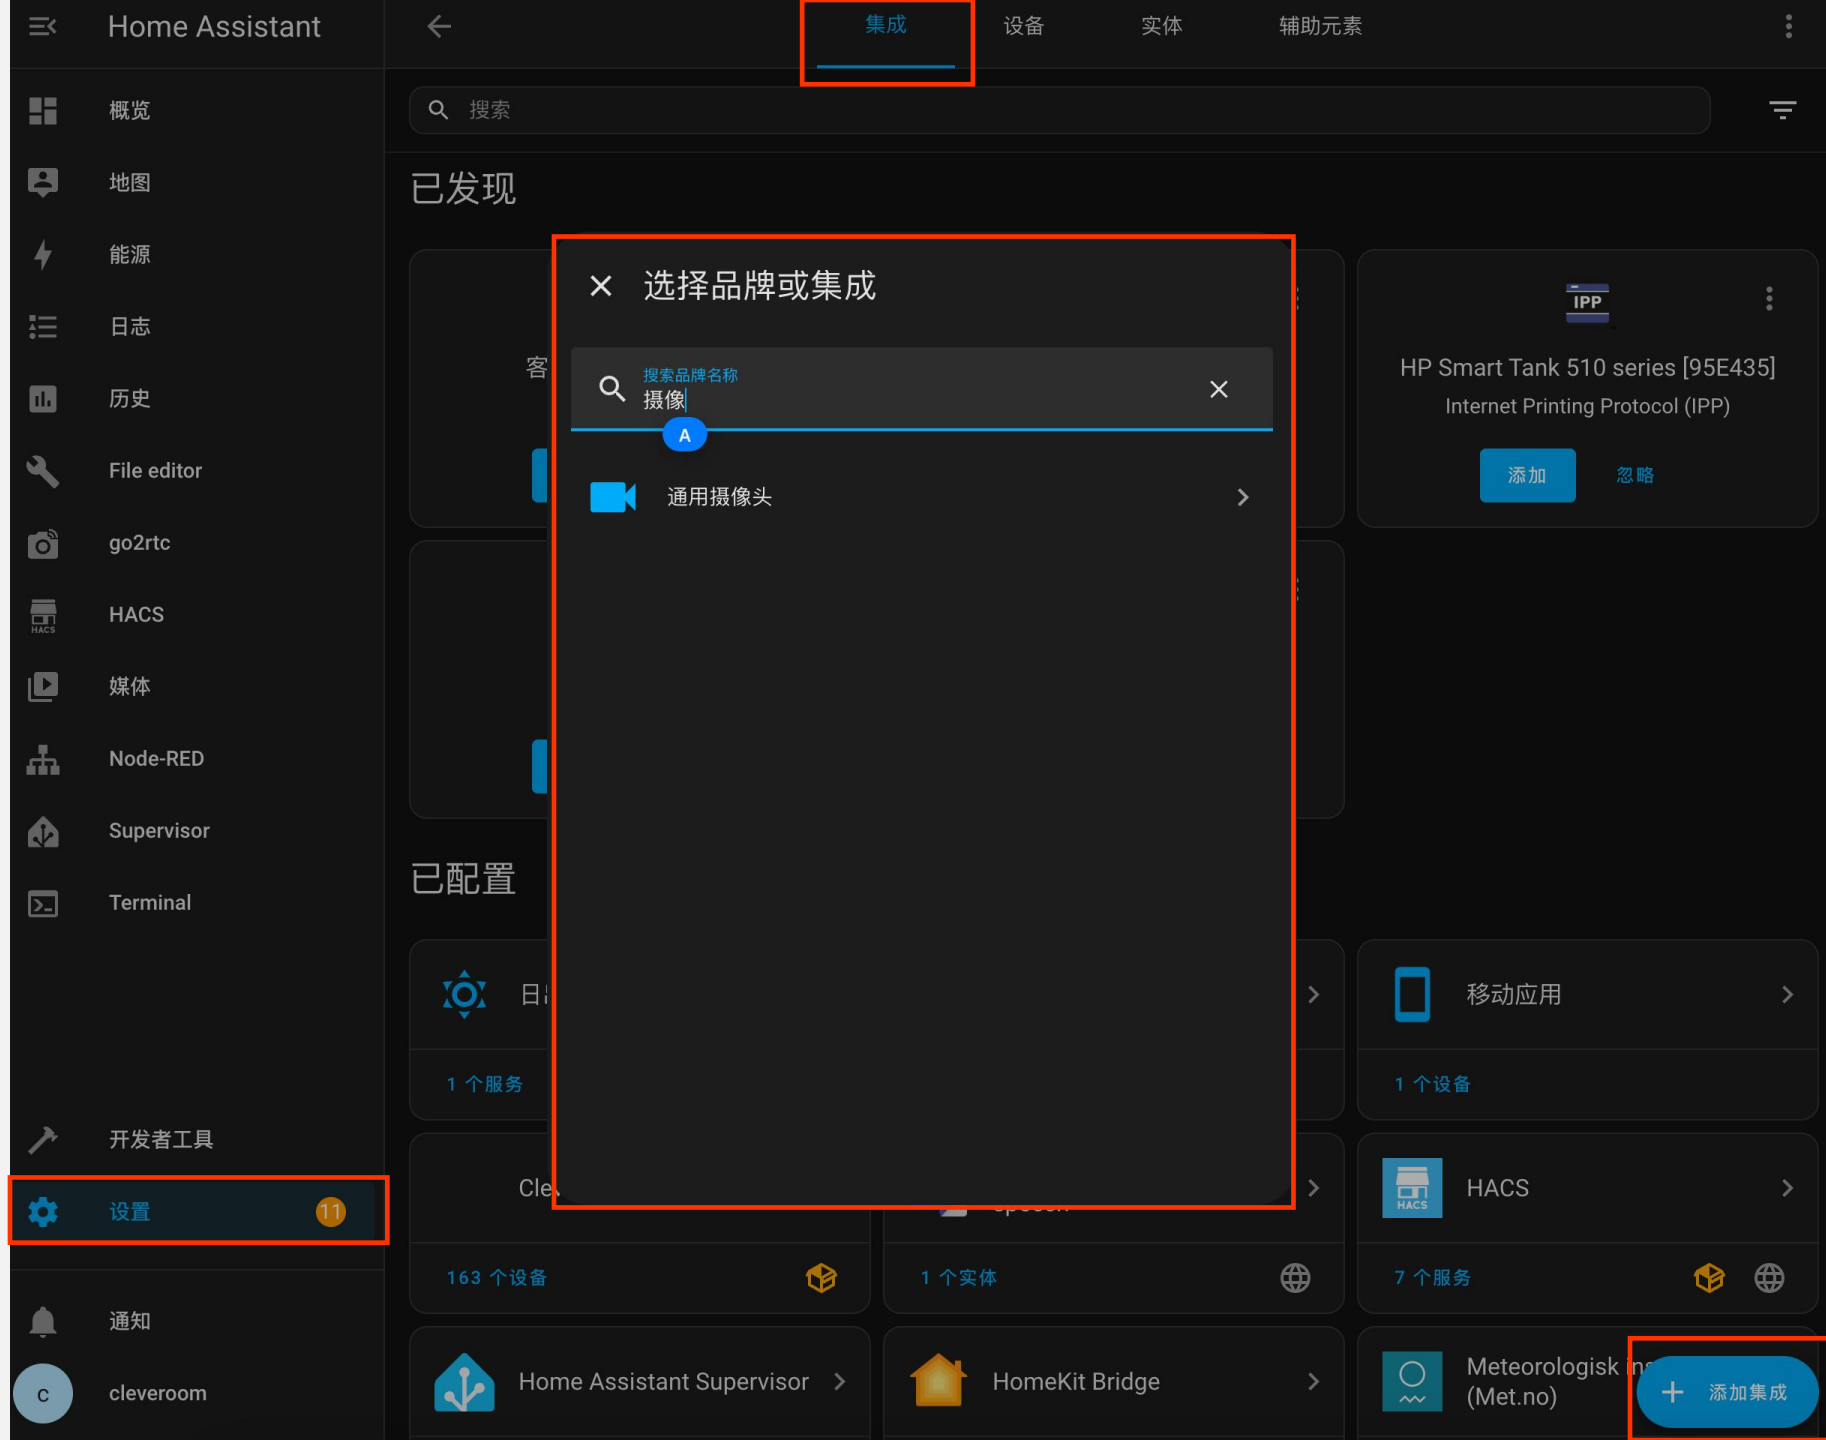 Home Assistant
集成
设备
实体
辅助元素
搜索
概览
地图
能源
日志
历史
File editor
go2rtc
HACS
HACS
媒体
Node-RED
Supervisor
Terminal
开发者工具
设置
11
通知
c
cleveroom
已发现
客
选择品牌或集成
搜索品牌名称
摄像
A
通用摄像头
IPP
HP Smart Tank 510 series [95E435]
Internet Printing Protocol (IPP)
添加
忽略
已配置
日
1 个服务
移动应用
1 个设备
Cle
163 个设备
1 个实体
HACS
HACS
7 个服务
Home Assistant Supervisor
HomeKit Bridge
Meteorologisk ins
(Met.no)
添加集成